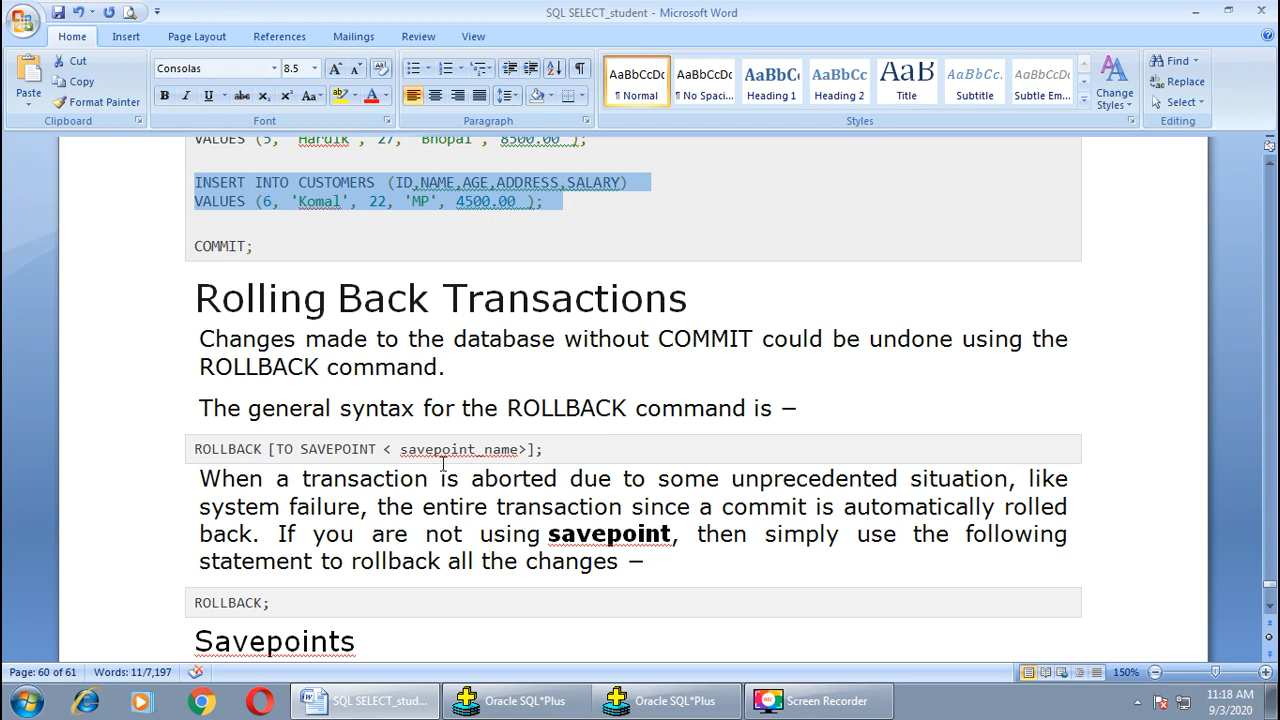 SQL SELECT_student - Microsoft Word
Home Insert Page Layout References Mailings Review View
Paste
Cut
Copy
Format Painter
Clipboard
Consolas 8.5
Font
Paragraph
AaBbCcDc AaBbCcDc AaBbC AaBbCc AaB AaBbCc. AaBbCc.
¶ Normal ¶ No Spaci... Heading 1 Heading 2 Title Subtitle Subtle Em...
Styles
Change Styles
Find
Replace
Select
Editing
VALUES (5, 'Hardik', 27, 'Bhopal', 8500.00 );
INSERT INTO CUSTOMERS (ID,NAME,AGE,ADDRESS,SALARY)
VALUES (6, 'Komal', 22, 'MP', 4500.00 );
COMMIT;
Rolling Back Transactions
Changes made to the database without COMMIT could be undone using the
ROLLBACK command.
The general syntax for the ROLLBACK command is −
ROLLBACK [TO SAVEPOINT < savepoint_name>];
When a transaction is aborted due to some unprecedented situation, like
system failure, the entire transaction since a commit is automatically rolled
back. If you are not using savepoint, then simply use the following
statement to rollback all the changes −
ROLLBACK;
Savepoints
Page: 60 of 61 Words: 11/7,197 150%
SQL SELECT_stud... Oracle SQL*Plus Oracle SQL*Plus Screen Recorder
11:18 AM
9/3/2020